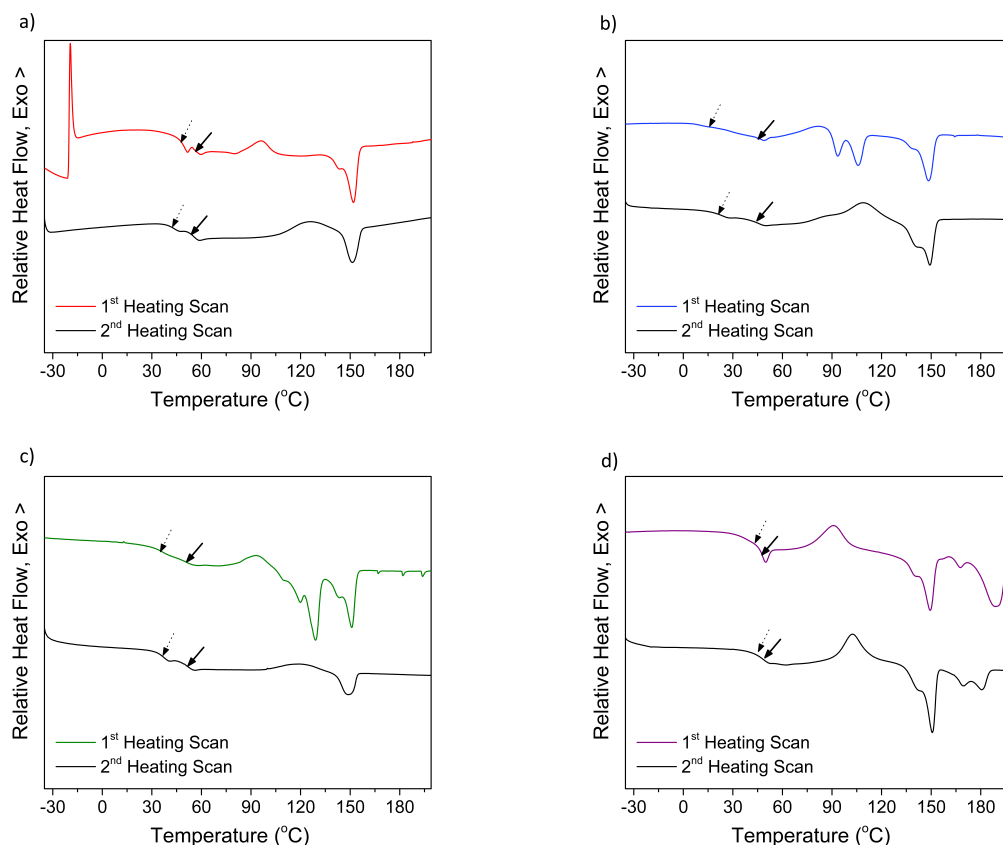 a)
Relative Heat Flow, Exo >
1st Heating Scan
2nd Heating Scan
-30 0 30 60 90 120 150 180
Temperature (oC)
b)
Relative Heat Flow, Exo >
1st Heating Scan
2nd Heating Scan
-30 0 30 60 90 120 150 180
Temperature (oC)
c)
Relative Heat Flow, Exo >
1st Heating Scan
2nd Heating Scan
-30 0 30 60 90 120 150 180
Temperature (oC)
d)
Relative Heat Flow, Exo >
1st Heating Scan
2nd Heating Scan
-30 0 30 60 90 120 150 180
Temperature (oC)